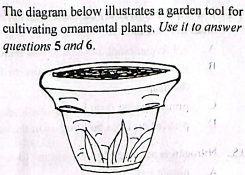 The diagram below illustrates a garden tool for
cultivating ornamental plants. Use it to answer
questions 5 and 6.